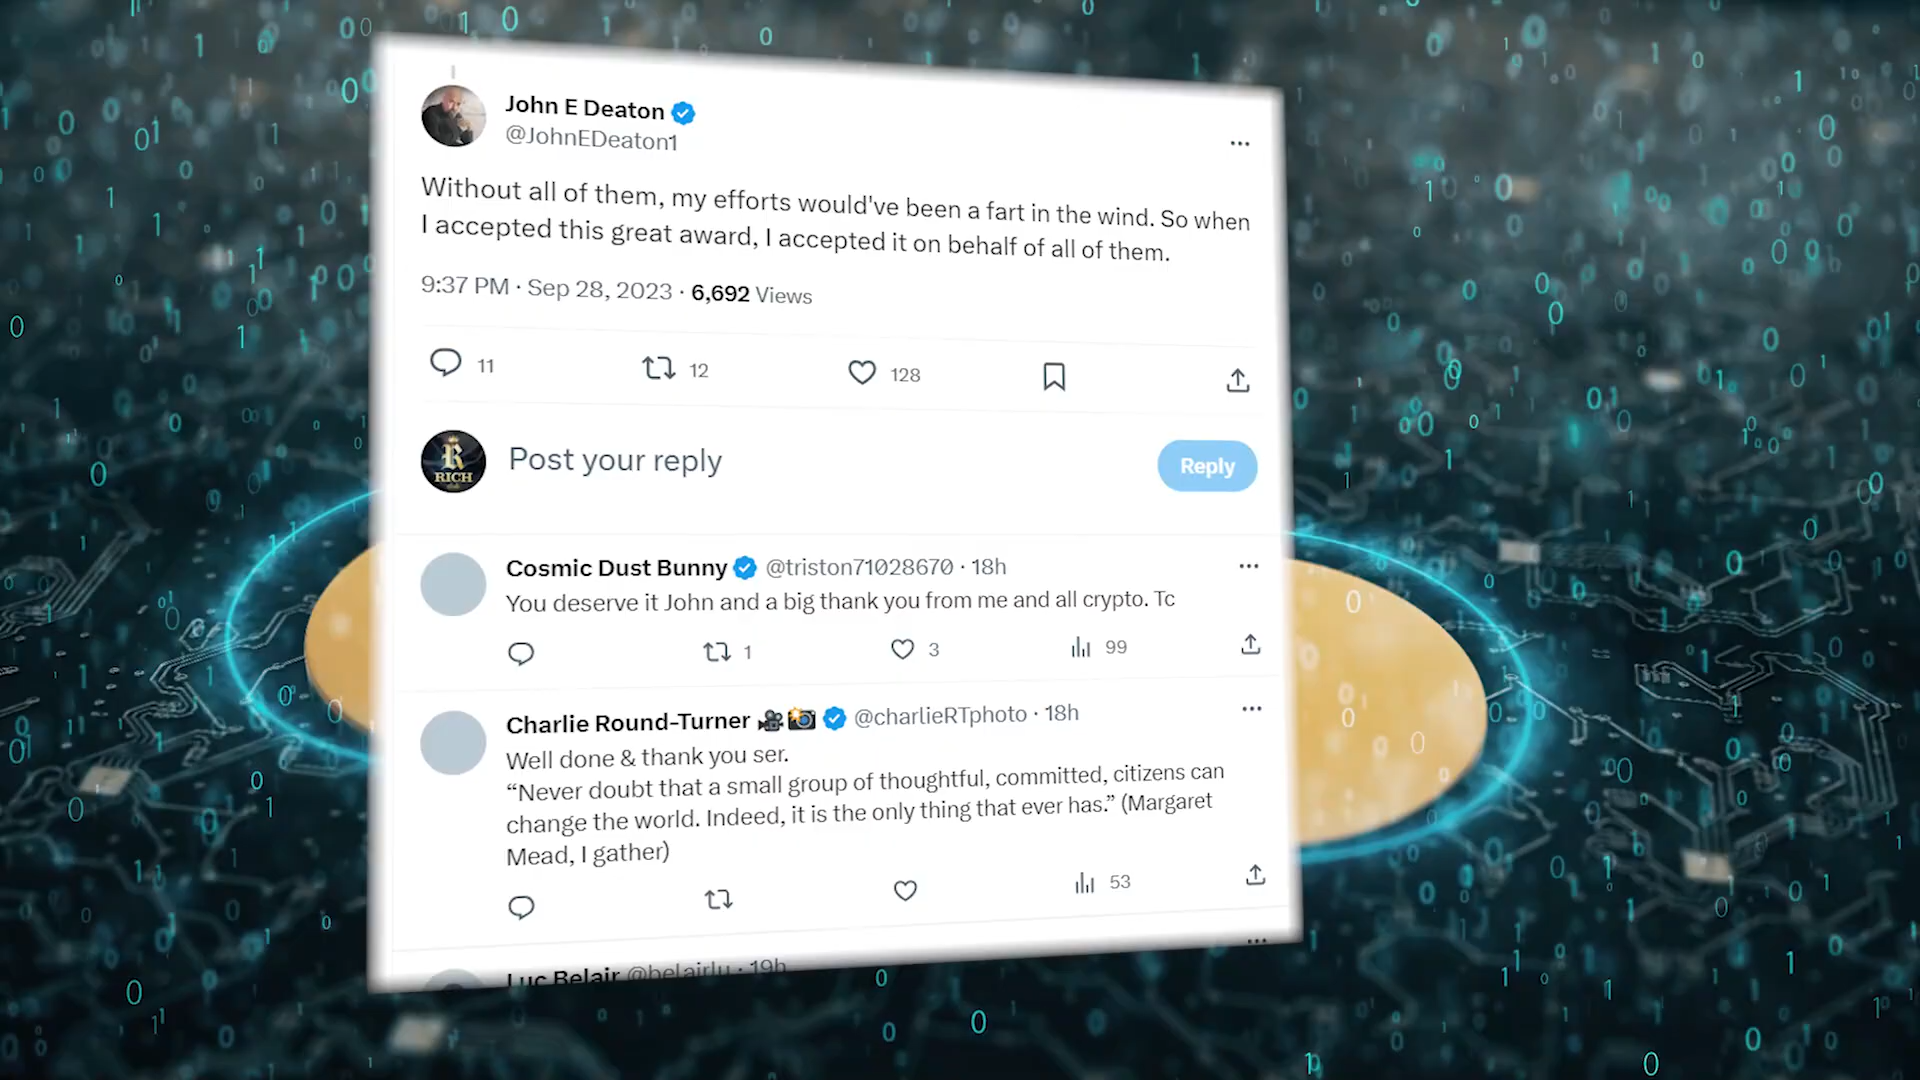 John E Deaton
@JohnEDeaton1
Without all of them, my efforts would've been a fart in the wind. So when
I accepted this great award, I accepted it on behalf of all of them.
9:37 PM · Sep 28, 2023 · 6,692 Views
11 12 128
R
RICH
Post your reply
Reply
Cosmic Dust Bunny @triston71028670 · 18h
You deserve it John and a big thank you from me and all crypto. Tc
1 3 99
Charlie Round-Turner 🎥📸 @charlieRTphoto · 18h
Well done & thank you ser.
“Never doubt that a small group of thoughtful, committed, citizens can
change the world. Indeed, it is the only thing that ever has.” (Margaret
Mead, I gather)
53
Luc Belair @belairlu · 19h